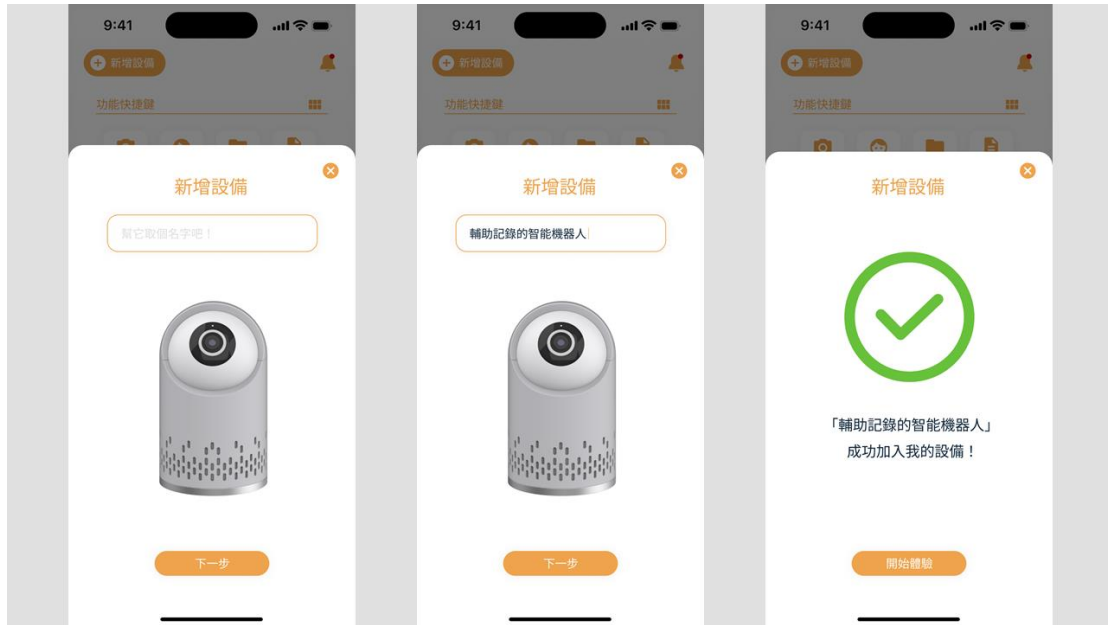 9:41
新增設備
功能快捷鍵
新增設備
幫它取個名字吧！
下一步
9:41
新增設備
功能快捷鍵
新增設備
輔助記錄的智能機器人
下一步
9:41
新增設備
功能快捷鍵
新增設備
「輔助記錄的智能機器人」
成功加入我的設備！
開始體驗